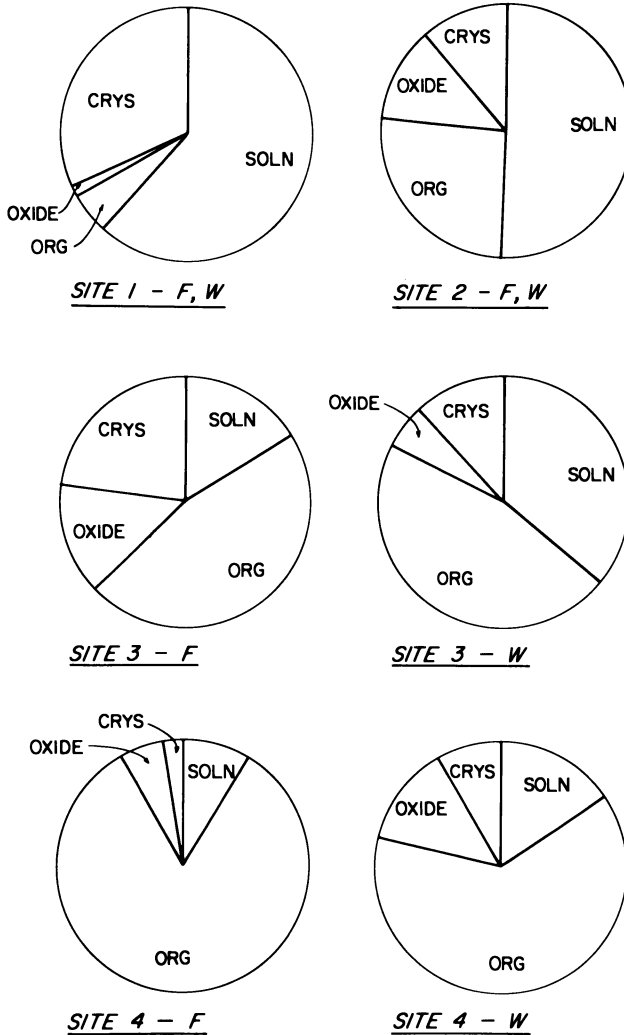 CRYS
SOLN
OXIDE
ORG
SITE 1 - F, W
CRYS
OXIDE
SOLN
ORG
SITE 2 - F, W
CRYS
SOLN
OXIDE
ORG
SITE 3 - F
OXIDE
CRYS
SOLN
ORG
SITE 3 - W
CRYS
OXIDE
SOLN
ORG
SITE 4 - F
CRYS
SOLN
OXIDE
ORG
SITE 4 - W